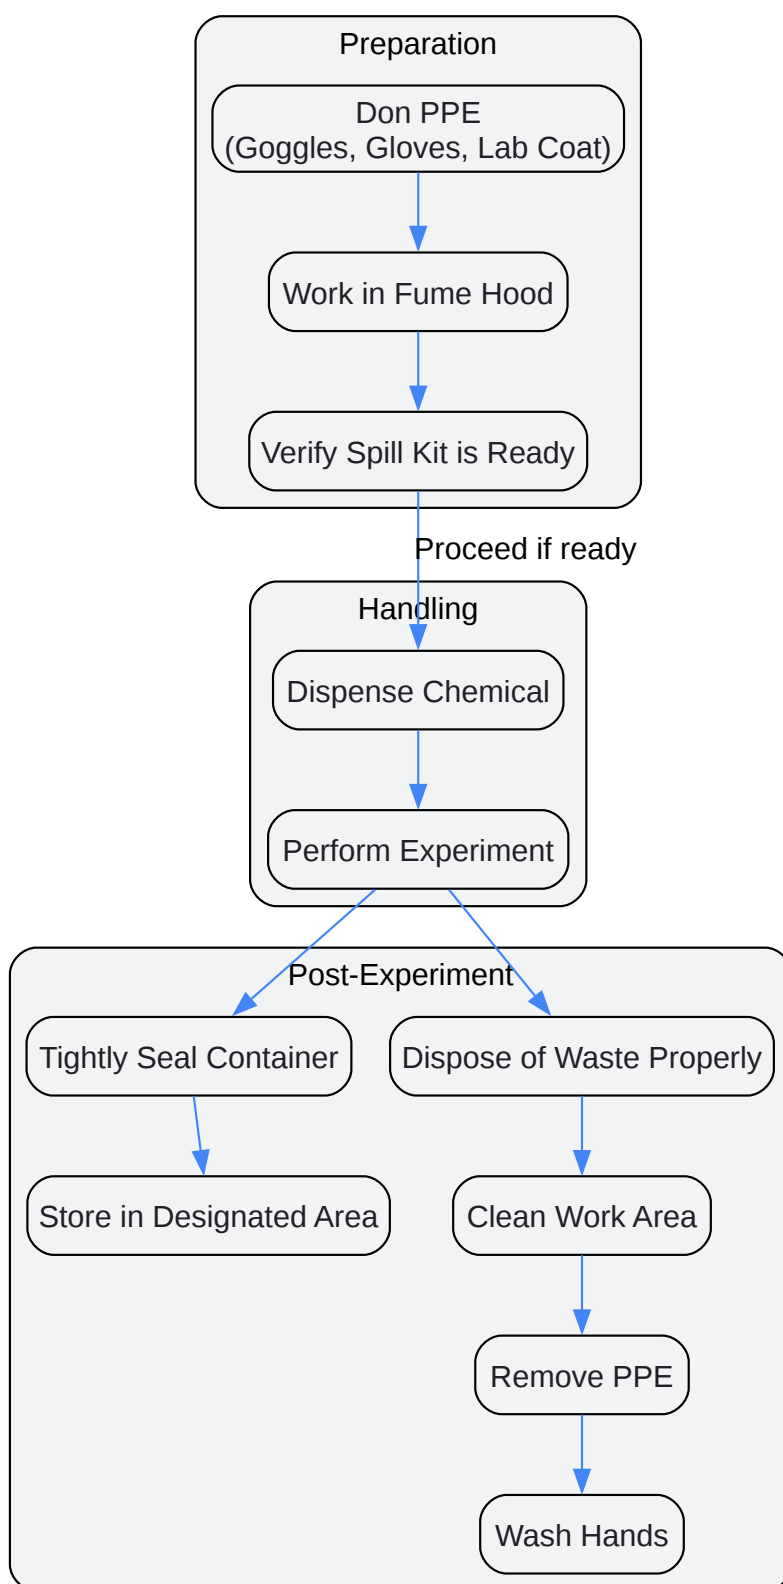 Preparation
Don PPE
(Goggles, Gloves, Lab Coat)
Work in Fume Hood
Verify Spill Kit is Ready
Proceed if ready
Handling
Dispense Chemical
Perform Experiment
Post-Experiment
Tightly Seal Container
Dispose of Waste Properly
Store in Designated Area
Clean Work Area
Remove PPE
Wash Hands